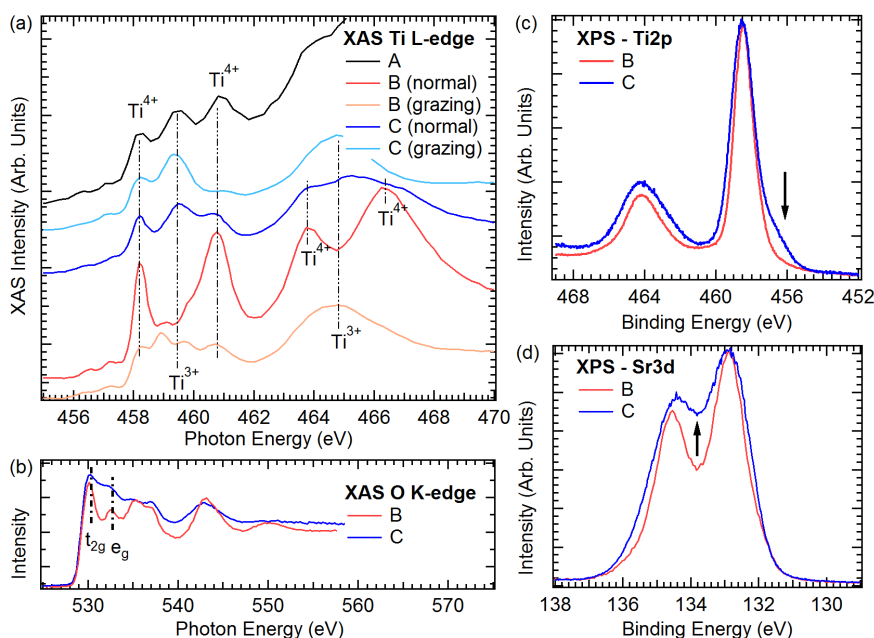 (a)
XAS Ti L-edge
A
B (normal)
B (grazing)
C (normal)
C (grazing)
Ti4+
Ti4+
Ti4+
Ti4+
Ti3+
Ti3+
XAS Intensity (Arb. Units)
456 458 460 462 464 466 468 470
Photon Energy (eV)
(b)
XAS O K-edge
B
C
t2g
eg
Intensity
530 540 550 560 570
Photon Energy (eV)
(c)
XPS - Ti2p
B
C
Intensity (Arb. Units)
468 464 460 456 452
Binding Energy (eV)
(d)
XPS - Sr3d
B
C
Intensity (Arb. Units)
138 136 134 132 130
Binding Energy (eV)